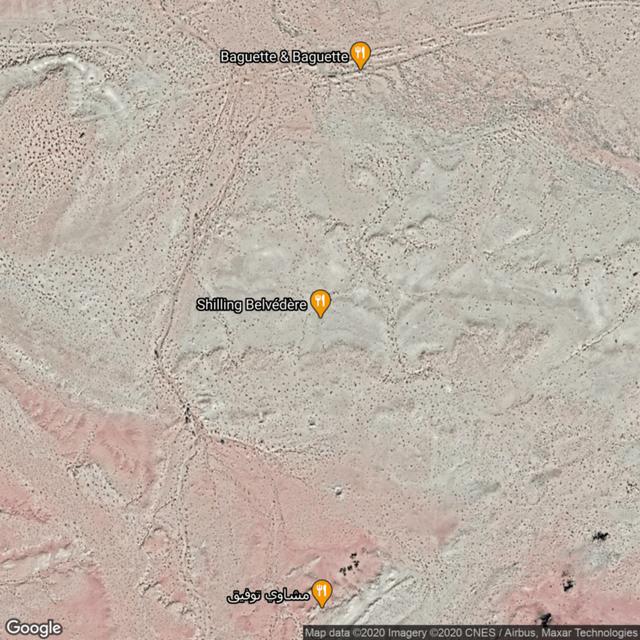 Baguette & Baguette
Shilling Belvédère
مشاوي توفيق
Google
Map data ©2020 Imagery ©2020 CNES / Airbus, Maxar Technologies